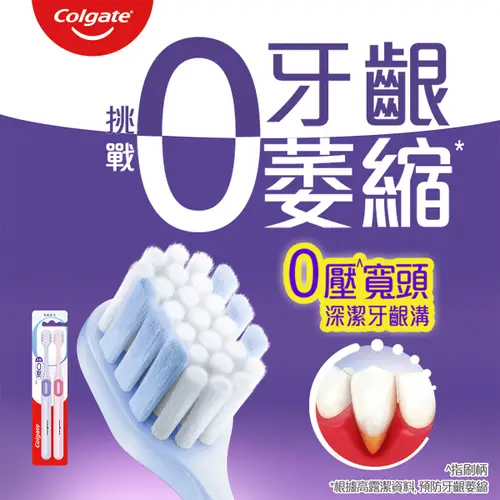 Colgate®
挑戰
0牙齦
萎縮*
0壓^寬頭
深潔牙齦溝
Colgate
^指刷柄
*根據高露潔資料, 預防牙齦萎縮